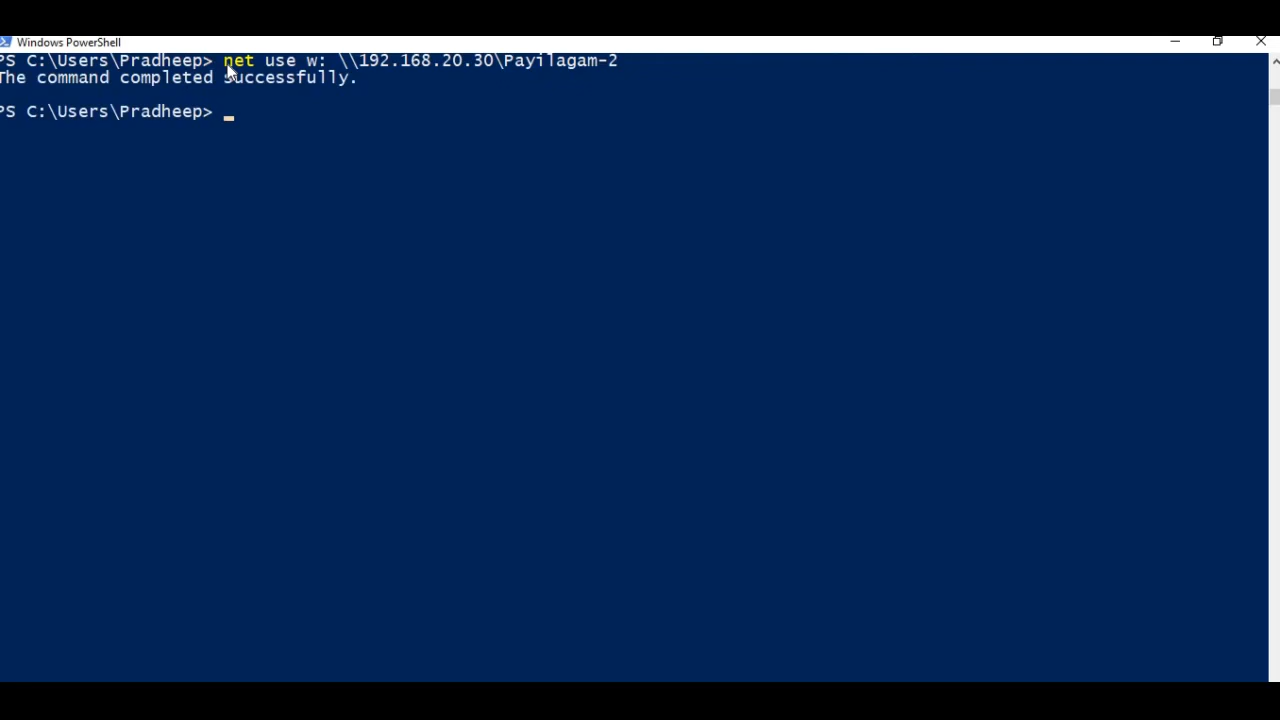 Windows PowerShell
PS C:\Users\Pradheep> net use w: \\192.168.20.30\Payilagam-2
The command completed successfully.
PS C:\Users\Pradheep>